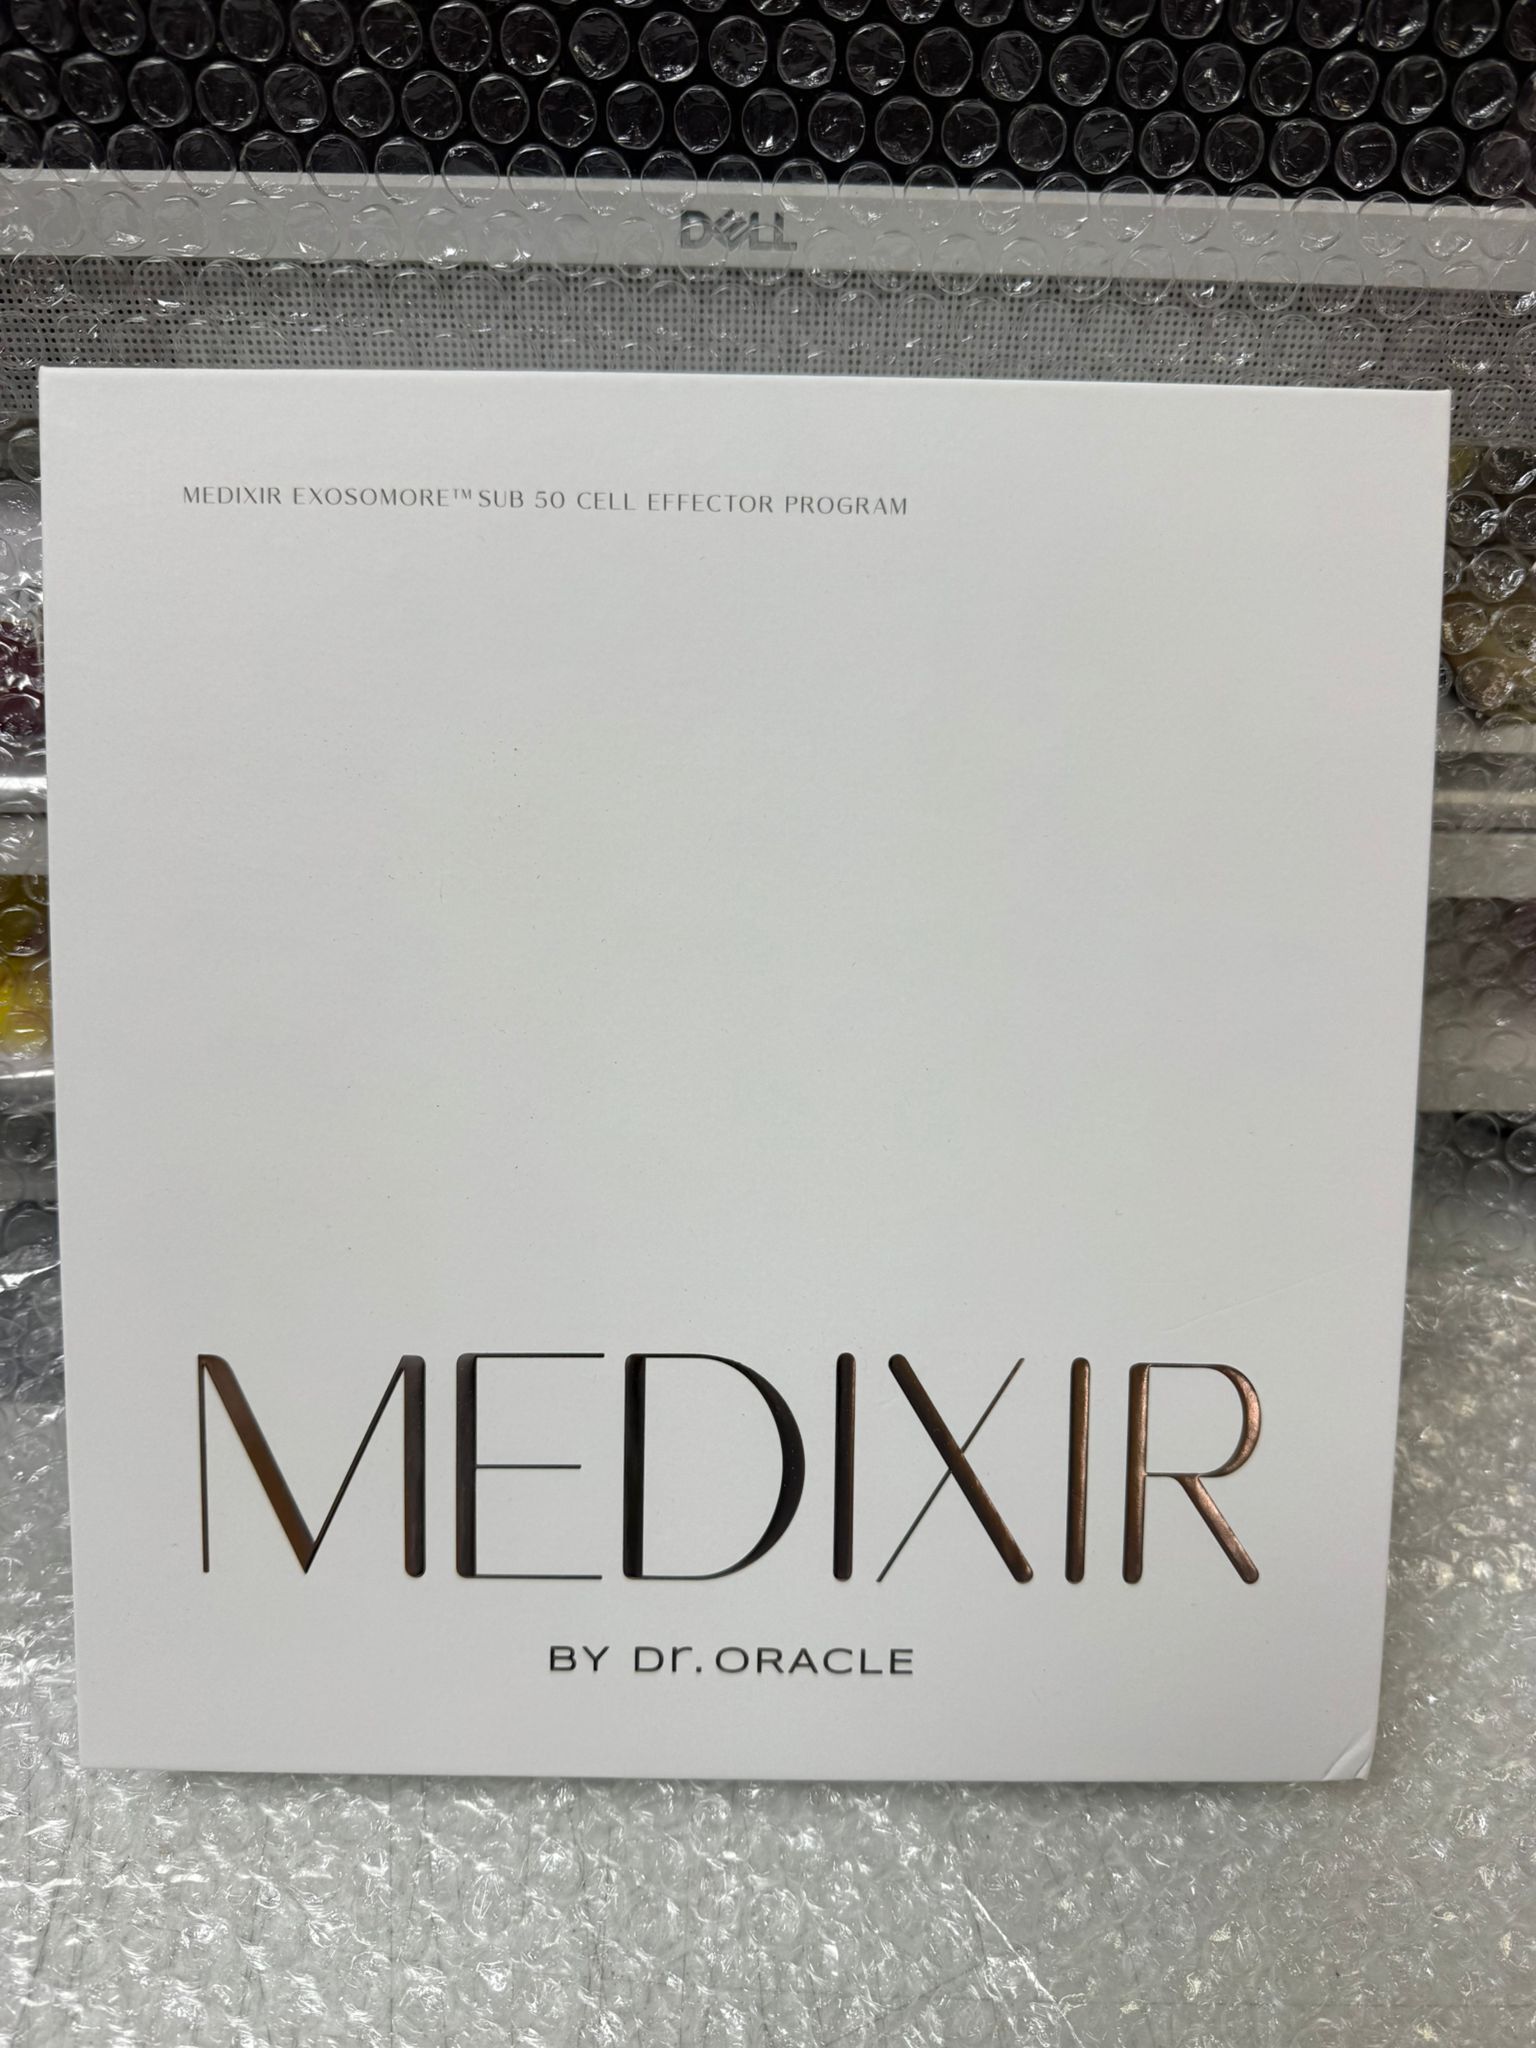 DELL
MEDIXIR EXOSOMORE™ SUB 50 CELL EFFECTOR PROGRAM
MEDIXIR
BY Dr. ORACLE